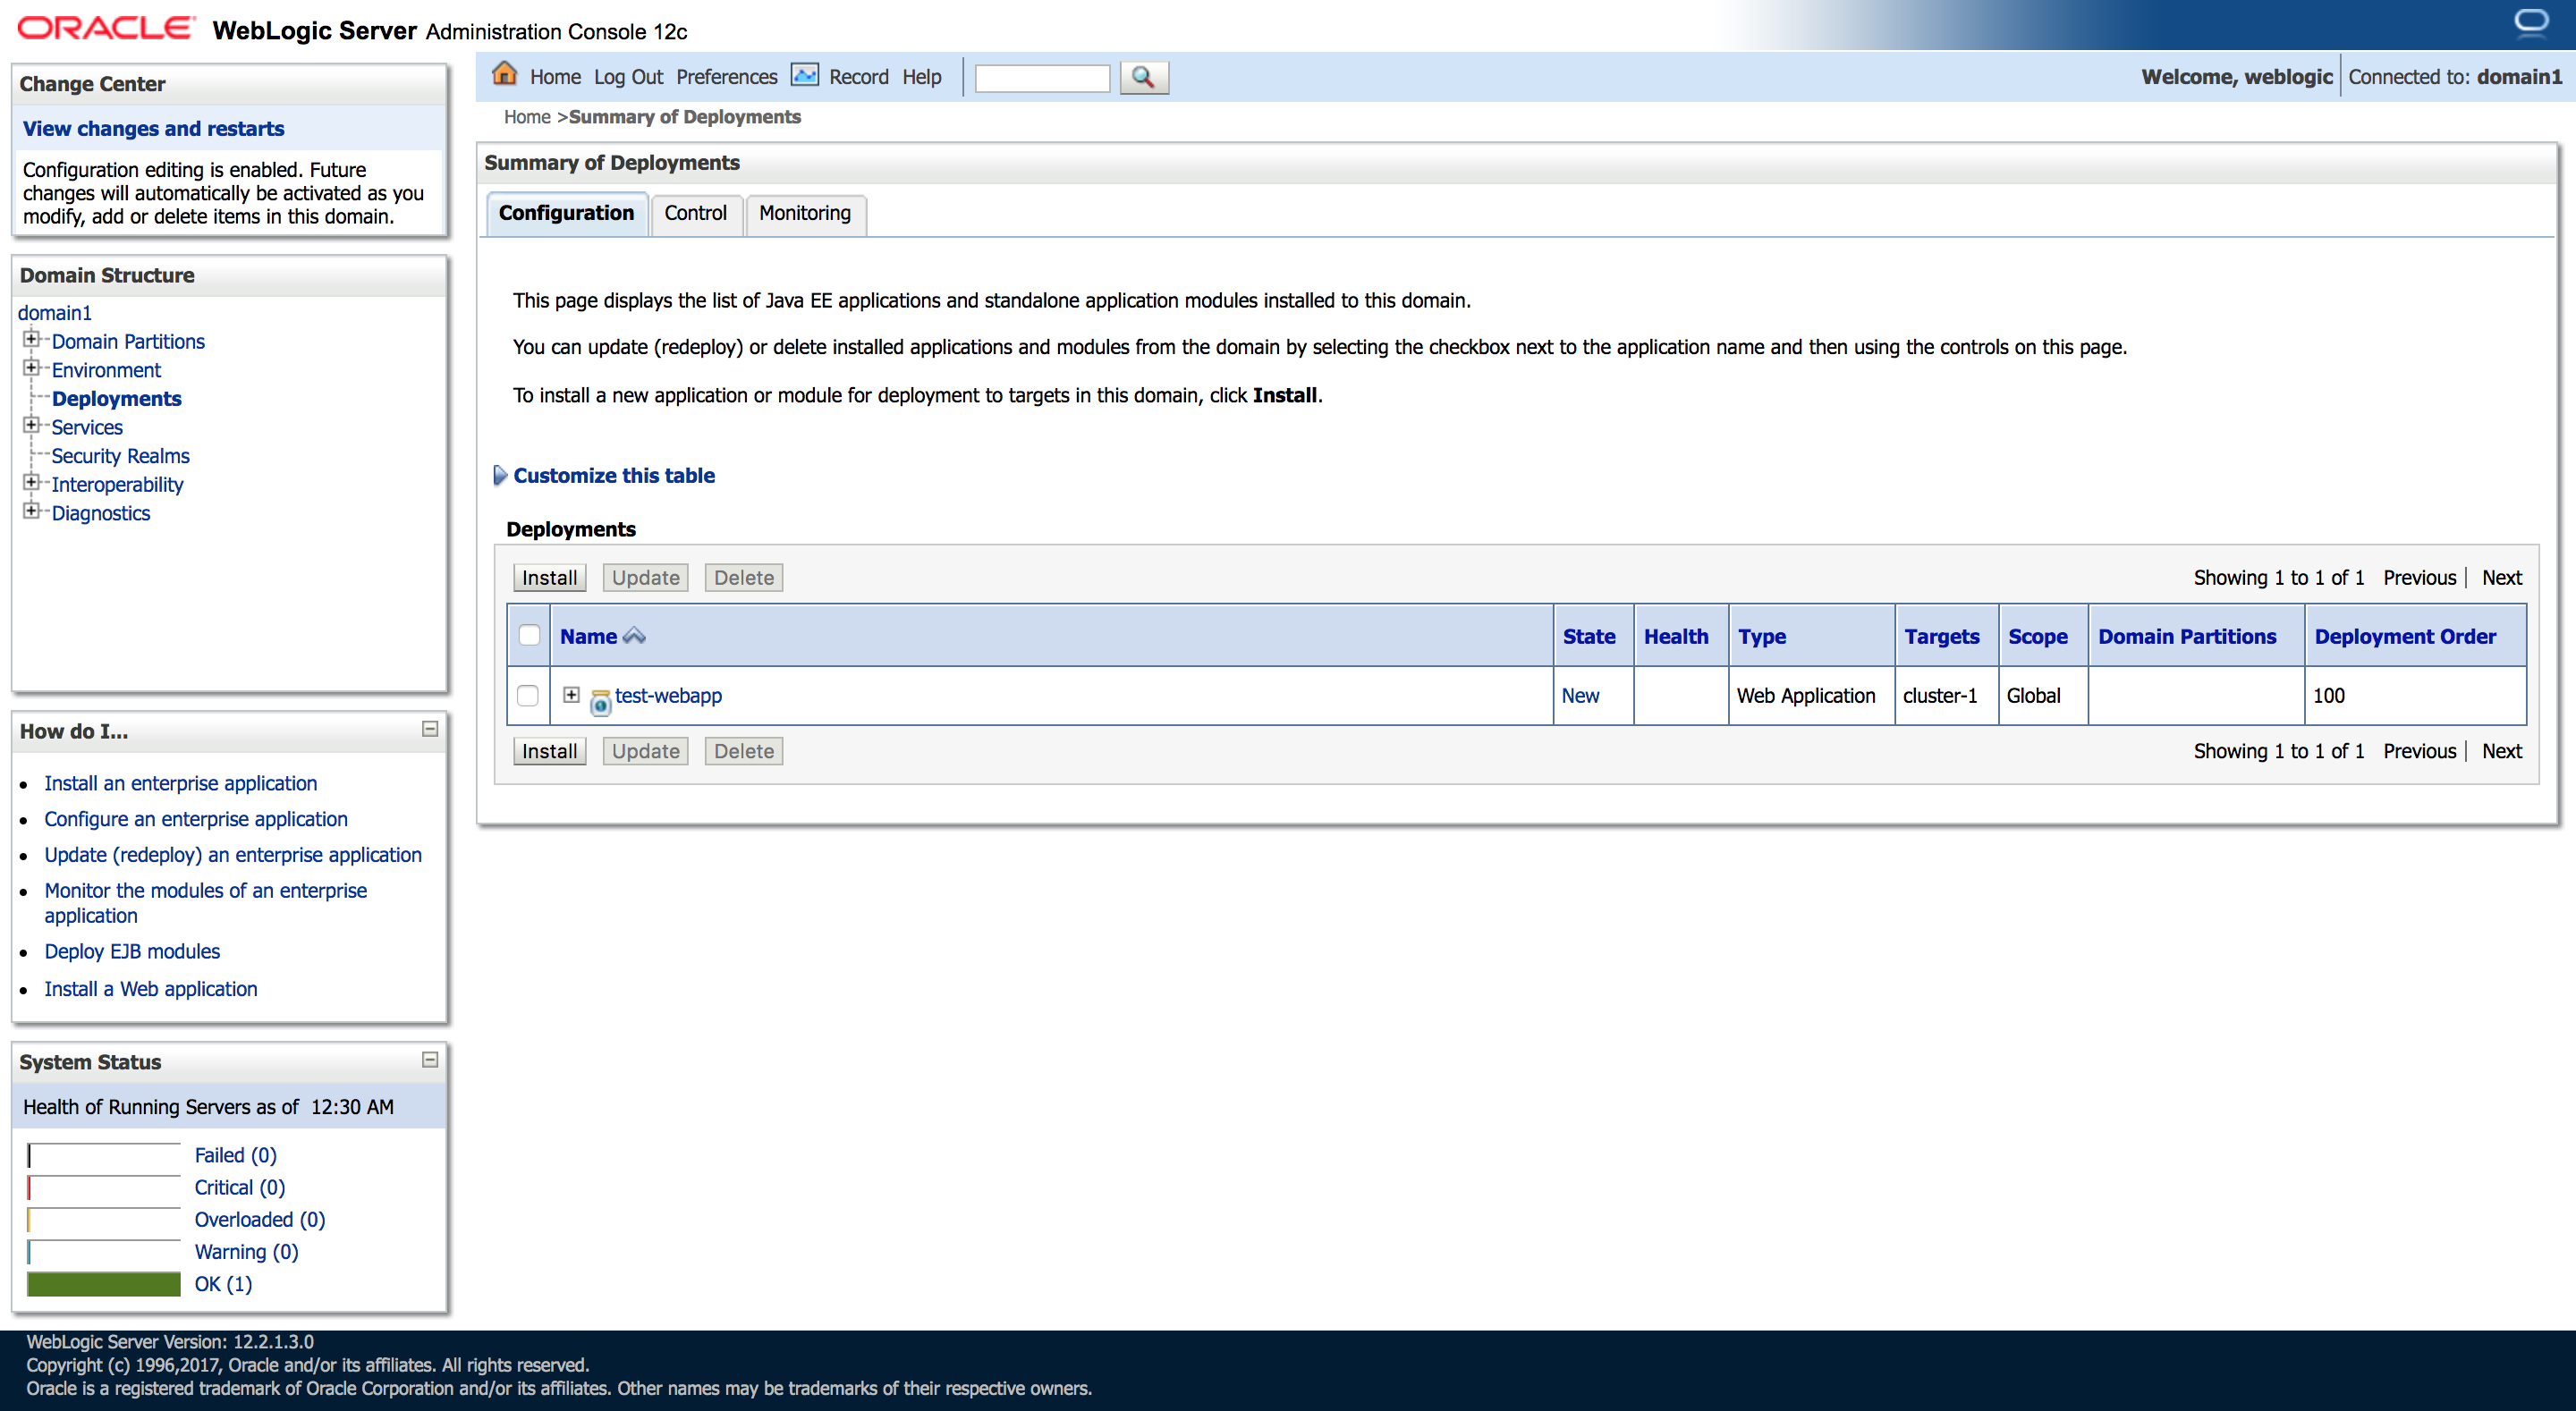 ORACLE WebLogic Server Administration Console 12c
Change Center
View changes and restarts
Configuration editing is enabled. Future
changes will automatically be activated as you
modify, add or delete items in this domain.
Domain Structure
domain1
Domain Partitions
Environment
Deployments
Services
Security Realms
Interoperability
Diagnostics
How do I...
Install an enterprise application
Configure an enterprise application
Update (redeploy) an enterprise application
Monitor the modules of an enterprise
application
Deploy EJB modules
Install a Web application
System Status
Health of Running Servers as of 12:30 AM
Failed (0)
Critical (0)
Overloaded (0)
Warning (0)
OK (1)
Home Log Out Preferences Record Help
Welcome, weblogic Connected to: domain1
Home >Summary of Deployments
Summary of Deployments
Configuration Control Monitoring
This page displays the list of Java EE applications and standalone application modules installed to this domain.
You can update (redeploy) or delete installed applications and modules from the domain by selecting the checkbox next to the application name and then using the controls on this page.
To install a new application or module for deployment to targets in this domain, click Install.
Customize this table
Deployments
Install Update Delete Showing 1 to 1 of 1 Previous | Next
Name State Health Type Targets Scope Domain Partitions Deployment Order
test-webapp New Web Application cluster-1 Global 100
Install Update Delete Showing 1 to 1 of 1 Previous | Next
WebLogic Server Version: 12.2.1.3.0
Copyright (c) 1996,2017, Oracle and/or its affiliates. All rights reserved.
Oracle is a registered trademark of Oracle Corporation and/or its affiliates. Other names may be trademarks of their respective owners.